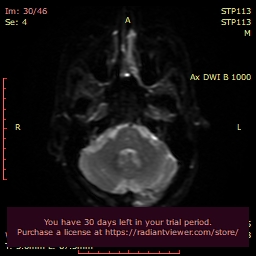 Im: 30/46
Se: 4
STP113
STP113
M
A
Ax DWI B 1000
R
L
You have 30 days left in your trial period.
Purchase a license at https://radiantviewer.com/store/